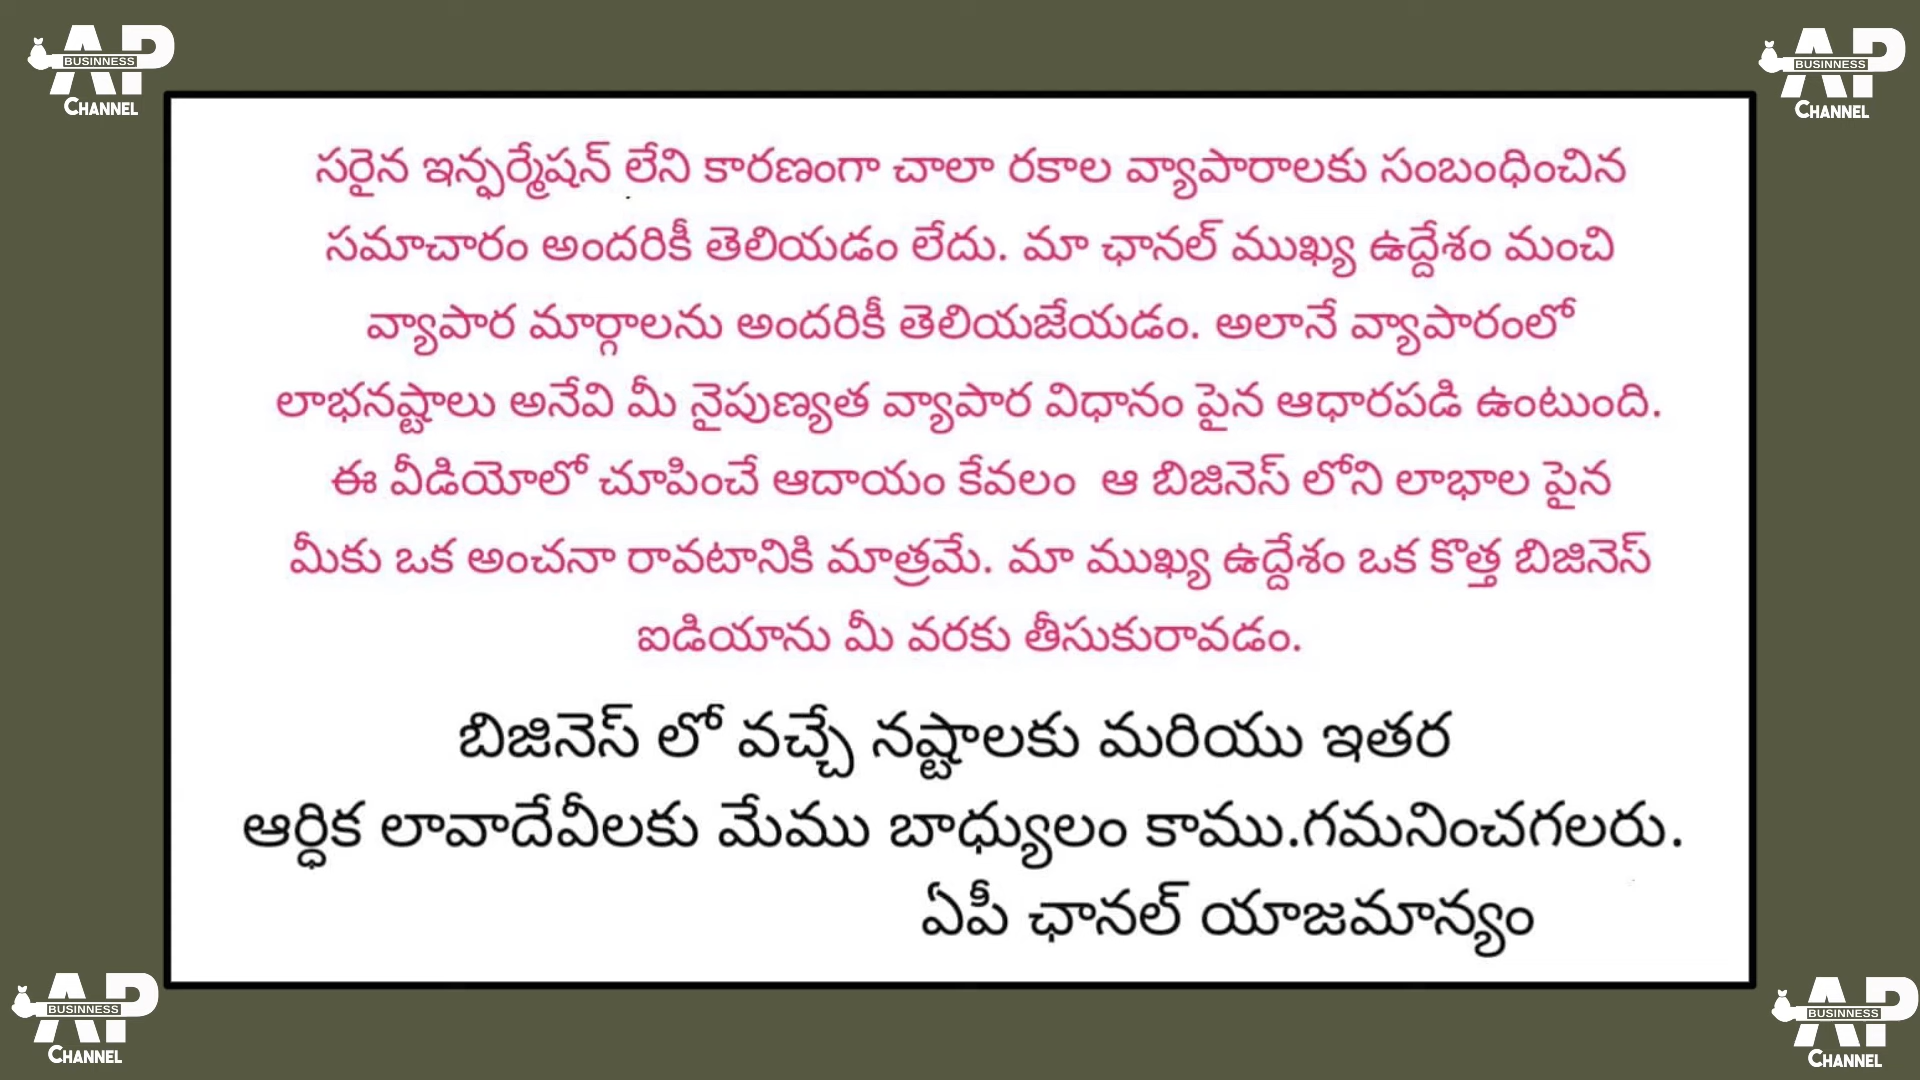 AP
BUSINNESS
CHANNEL
AP
BUSINNESS
CHANNEL
సరైన ఇన్ఫర్మేషన్ లేని కారణంగా చాలా రకాల వ్యాపారాలకు సంబంధించిన
సమాచారం అందరికీ తెలియడం లేదు. మా ఛానల్ ముఖ్య ఉద్దేశం మంచి
వ్యాపార మార్గాలను అందరికీ తెలియజేయడం. అలానే వ్యాపారంలో
లాభనష్టాలు అనేవి మీ నైపుణ్యత వ్యాపార విధానం పైన ఆధారపడి ఉంటుంది.
ఈ వీడియోలో చూపించే ఆదాయం కేవలం ఆ బిజినెస్ లోని లాభాల పైన
మీకు ఒక అంచనా రావటానికి మాత్రమే. మా ముఖ్య ఉద్దేశం ఒక కొత్త బిజినెస్
ఐడియాను మీ వరకు తీసుకురావడం.
బిజినెస్ లో వచ్చే నష్టాలకు మరియు ఇతర
ఆర్ధిక లావాదేవీలకు మేము బాధ్యులం కాము.గమనించగలరు.
ఏపీ ఛానల్ యాజమాన్యం
AP
BUSINNESS
CHANNEL
AP
BUSINNESS
CHANNEL